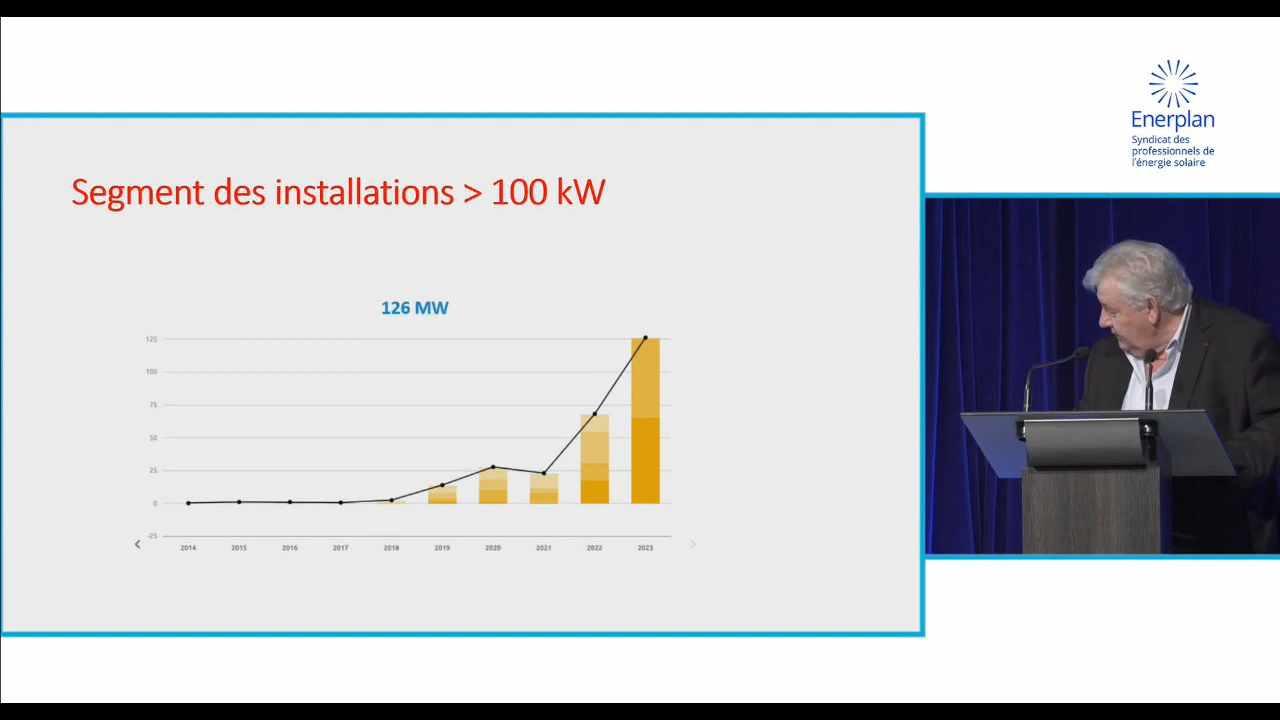 Enerplan
Syndicat des
professionnels de
l'énergie solaire
Segment des installations > 100 kW
126 MW
125
100
75
50
25
0
-25
2014 2015 2016 2017 2018 2019 2020 2021 2022 2023